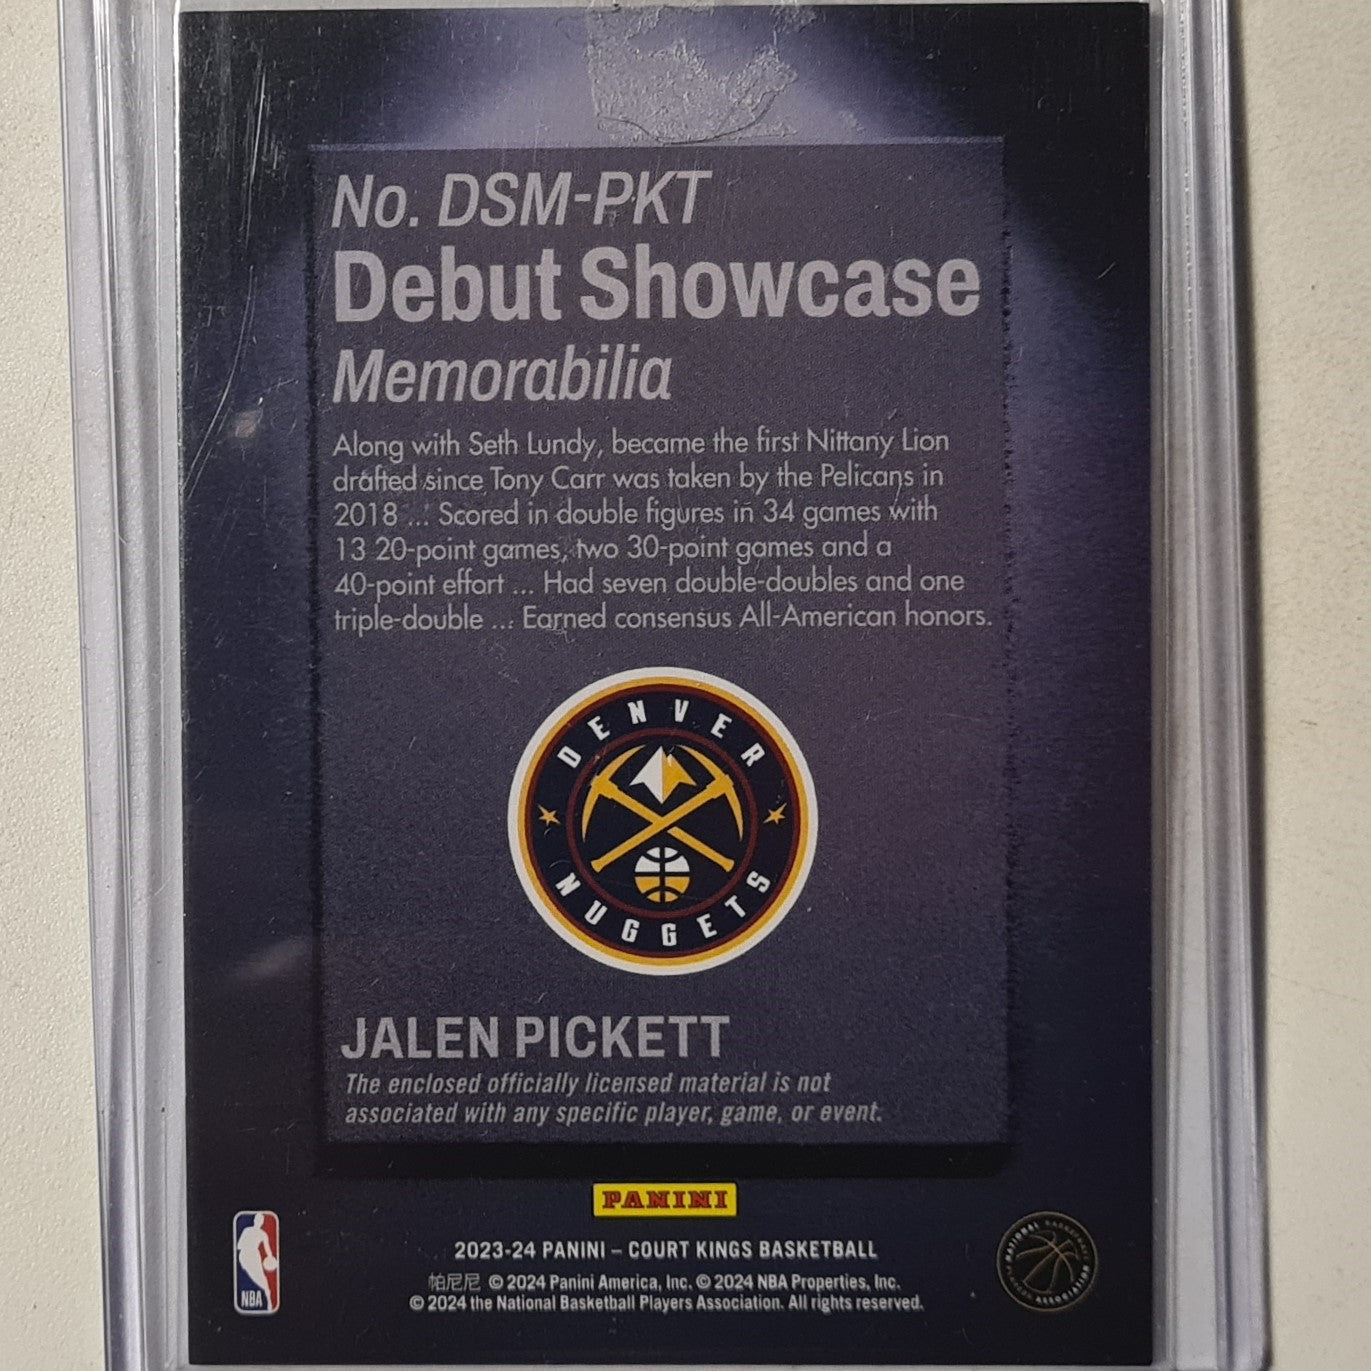 No. DSM-PKT
Debut Showcase
Memorabilia
Along with Seth Lundy, became the first Nittany Lion
drafted since Tony Carr was taken by the Pelicans in
2018 ... Scored in double figures in 34 games with
13 20-point games, two 30-point games and a
40-point effort ... Had seven double-doubles and one
triple-double ... Earned consensus All-American honors.
DENVER
NUGGETS
JALEN PICKETT
The enclosed officially licensed material is not
associated with any specific player, game, or event.
PANINI
2023-24 PANINI – COURT KINGS BASKETBALL
帕尼尼 © 2024 Panini America, Inc. © 2024 NBA Properties, Inc.
© 2024 the National Basketball Players Association. All rights reserved.
NBA
NATIONAL BASKETBALL PLAYERS ASSOCIATION